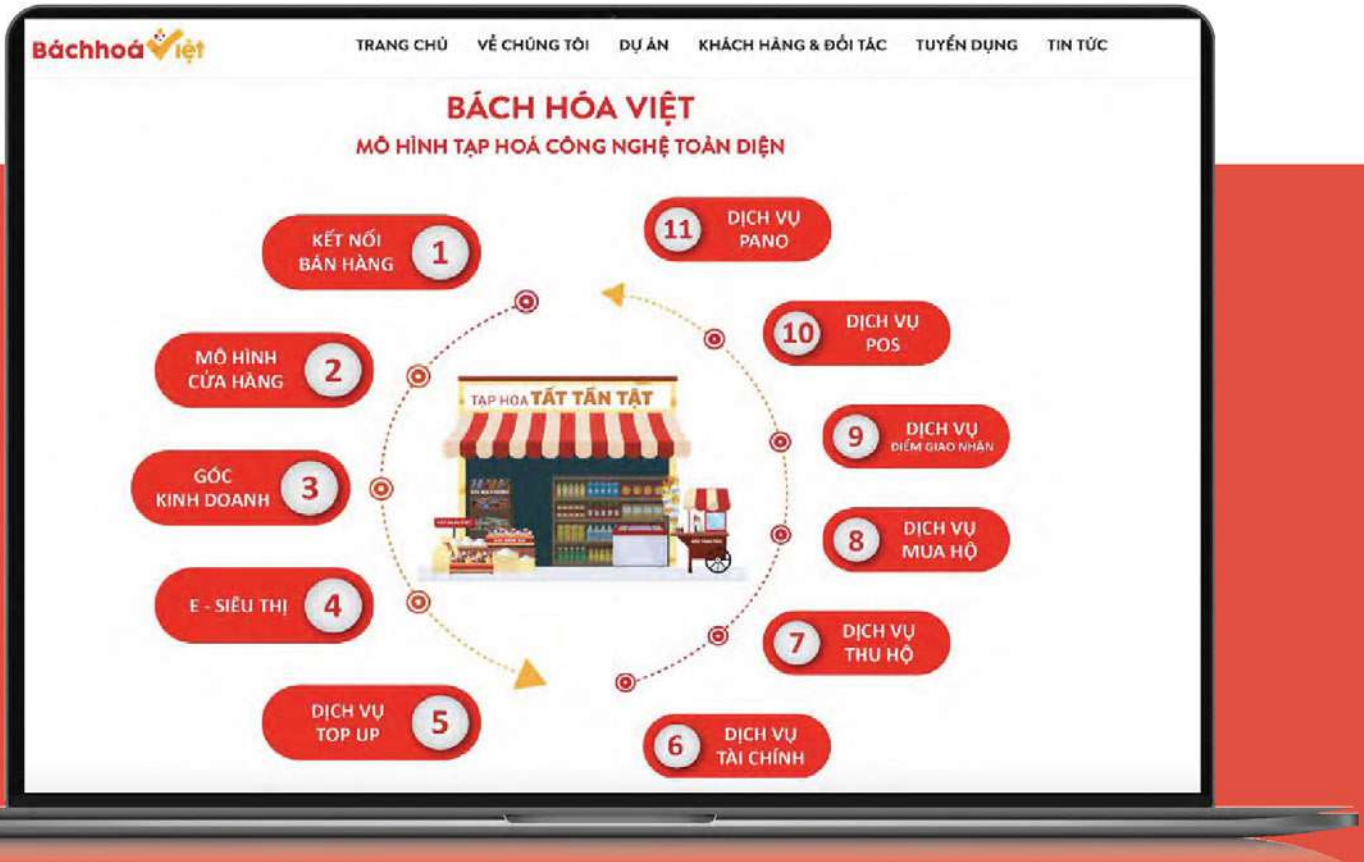 Báchhoá Việt
TRANG CHỦ VỀ CHÚNG TÔI DỰ ÁN KHÁCH HÀNG & ĐỐI TÁC TUYỂN DỤNG TIN TỨC
BÁCH HÓA VIỆT
MÔ HÌNH TẠP HOÁ CÔNG NGHỆ TOÀN DIỆN
KẾT NỐI
BÁN HÀNG
1
MÔ HÌNH
CỬA HÀNG
2
GÓC
KINH DOANH
3
E - SIÊU THỊ
4
DỊCH VỤ
TOP UP
5
6
DỊCH VỤ
TÀI CHÍNH
7
DỊCH VỤ
THU HỘ
8
DỊCH VỤ
MUA HỘ
9
DỊCH VỤ
ĐIỂM GIAO NHẬN
10
DỊCH VỤ
POS
11
DỊCH VỤ
PANO
TẠP HÓA TẤT TẦN TẬT